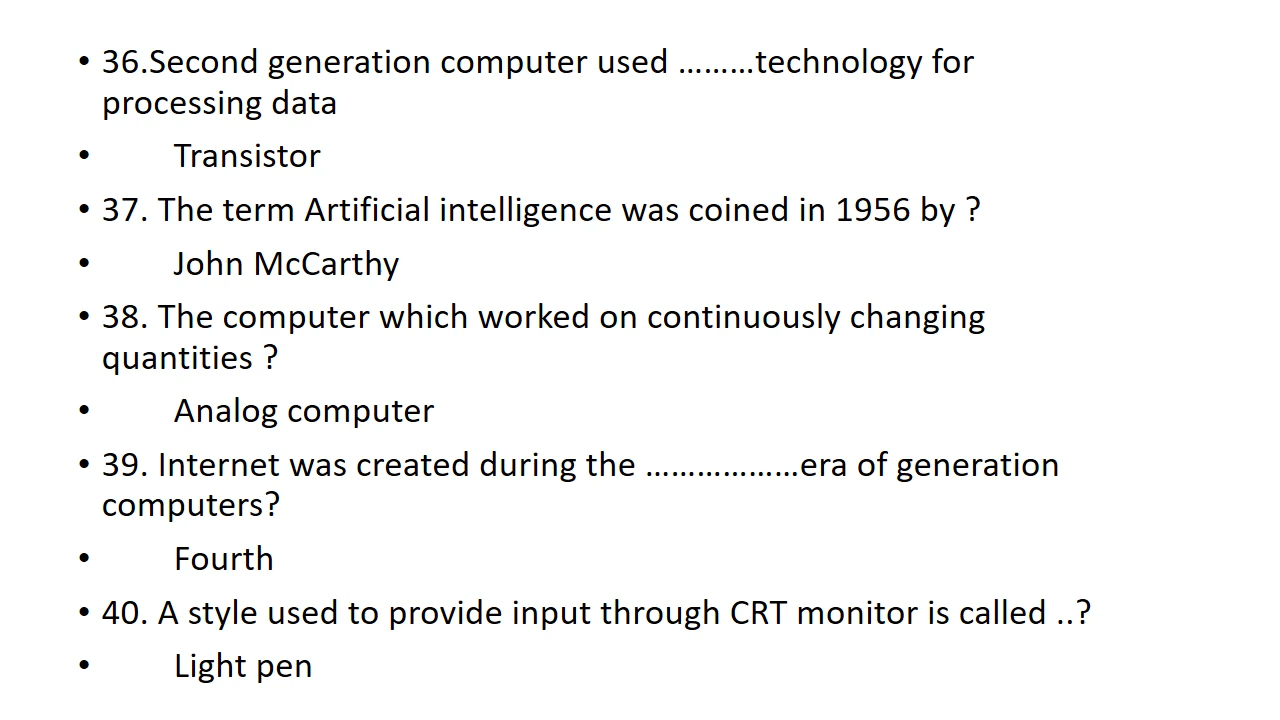 • 36.Second generation computer used ………technology for
processing data
• Transistor
• 37. The term Artificial intelligence was coined in 1956 by ?
• John McCarthy
• 38. The computer which worked on continuously changing
quantities ?
• Analog computer
• 39. Internet was created during the ………………era of generation
computers?
• Fourth
• 40. A style used to provide input through CRT monitor is called ..?
• Light pen